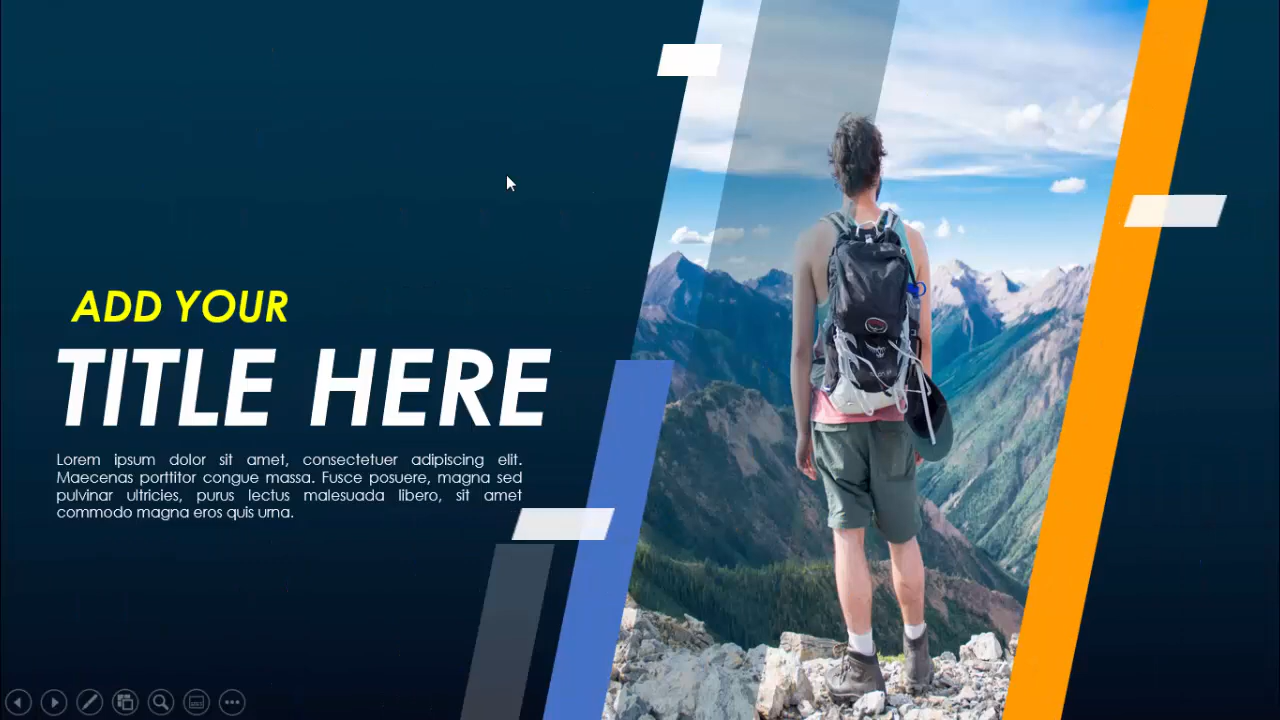 ADD YOUR
TITLE HERE
Lorem ipsum dolor sit amet, consectetuer adipiscing elit.
Maecenas porttitor congue massa. Fusce posuere, magna sed
pulvinar ultricies, purus lectus malesuada libero, sit amet
commodo magna eros quis urna.